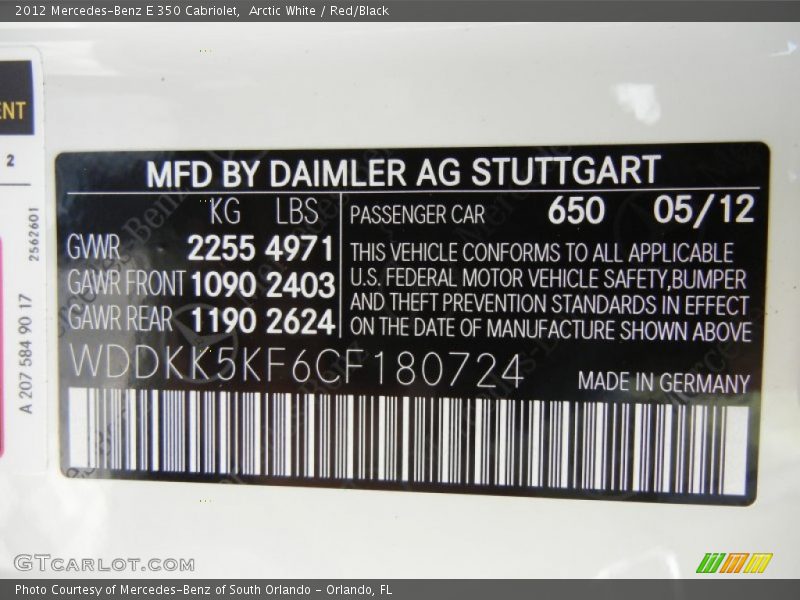 2012 Mercedes-Benz E 350 Cabriolet,  Arctic White / Red/Black
ENT
2
2562601
A 207 584 90 17
MFD BY DAIMLER AG STUTTGART
KG LBS
GVWR 2255 4971
GAWR FRONT 1090 2403
GAWR REAR 1190 2624
PASSENGER CAR 650 05/12
THIS VEHICLE CONFORMS TO ALL APPLICABLE
U.S. FEDERAL MOTOR VEHICLE SAFETY,BUMPER
AND THEFT PREVENTION STANDARDS IN EFFECT
ON THE DATE OF MANUFACTURE SHOWN ABOVE
WDDKK5KF6CF180724
MADE IN GERMANY
GTCARLOT.COM
Photo Courtesy of Mercedes-Benz of South Orlando - Orlando, FL